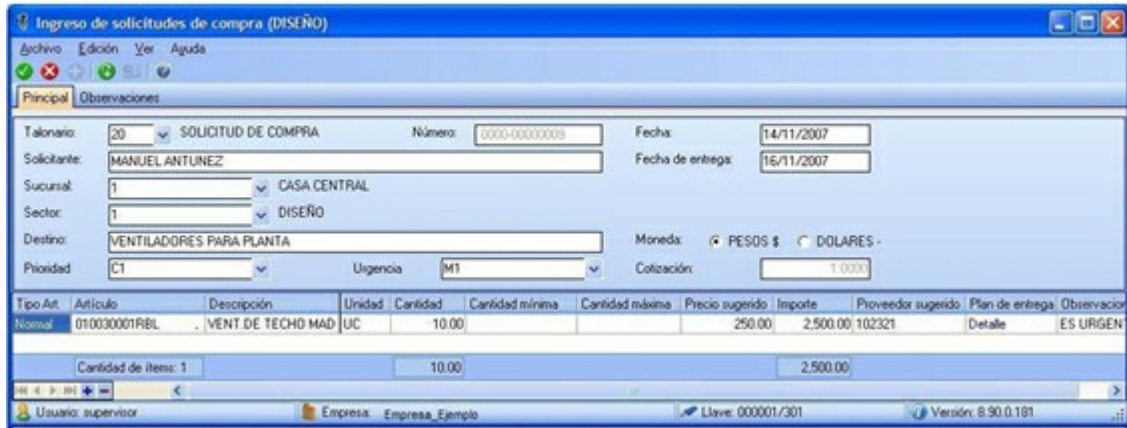 Ingreso de solicitudes de compra (DISEÑO)
Archivo Edición Ver Ayuda
Principal Observaciones
Talonario: 20 SOLICITUD DE COMPRA Número: 0000-00000009 Fecha: 14/11/2007
Solicitante: MANUEL ANTUNEZ Fecha de entrega: 16/11/2007
Sucursal: 1 CASA CENTRAL
Sector: 1 DISEÑO
Destino: VENTILADORES PARA PLANTA Moneda: PESOS $ DOLARES -
Prioridad C1 Urgencia M1 Cotización: 1.0000
Tipo Art. Artículo Descripción Unidad Cantidad Cantidad mínima Cantidad máxima Precio sugerido Importe Proveedor sugerido Plan de entrega Observacion
Normal 010030001RBL . VENT.DE TECHO MAD UC 10.00 250.00 2,500.00 102321 Detalle ES URGENT
Cantidad de ítems: 1 10.00 2,500.00
Usuario: supervisor Empresa: Empresa_Ejemplo Llave: 000001/301 Versión: 8.90.0.181